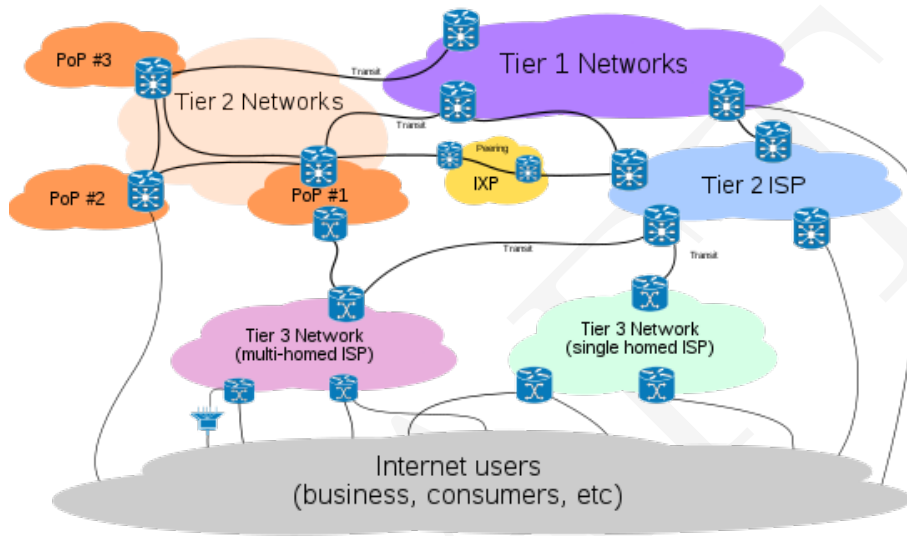 PoP #3
Tier 1 Networks
Transit
Tier 2 Networks
Transit
Peering
IXP
Tier 2 ISP
PoP #2
PoP #1
Transit
Transit
Tier 3 Network
(multi-homed ISP)
Tier 3 Network
(single homed ISP)
Internet users
(business, consumers, etc)